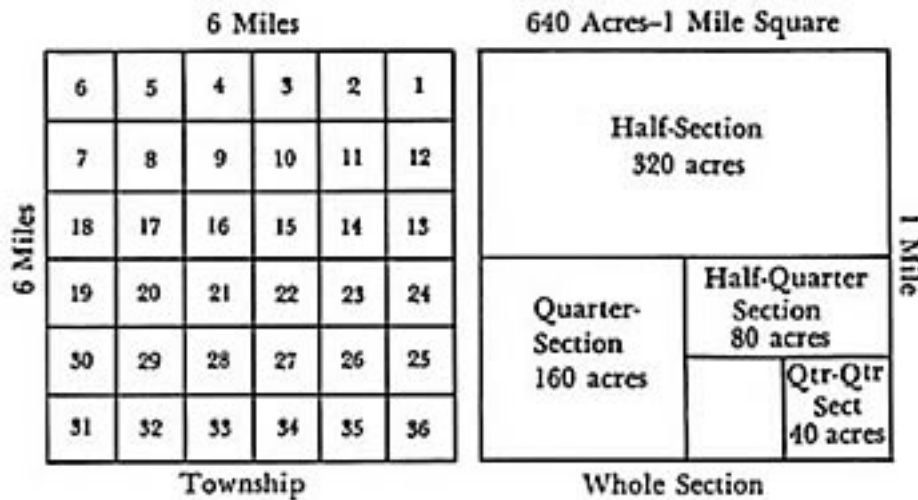 6 Miles
6 5 4 3 2 1
7 8 9 10 11 12
18 17 16 15 14 13
19 20 21 22 23 24
30 29 28 27 26 25
31 32 33 34 35 36
6 Miles
Township
640 Acres–1 Mile Square
Half-Section
320 acres
1 Mile
Quarter-
Section
160 acres
Half-Quarter
Section
80 acres
Qtr-Qtr
Sect
40 acres
Whole Section